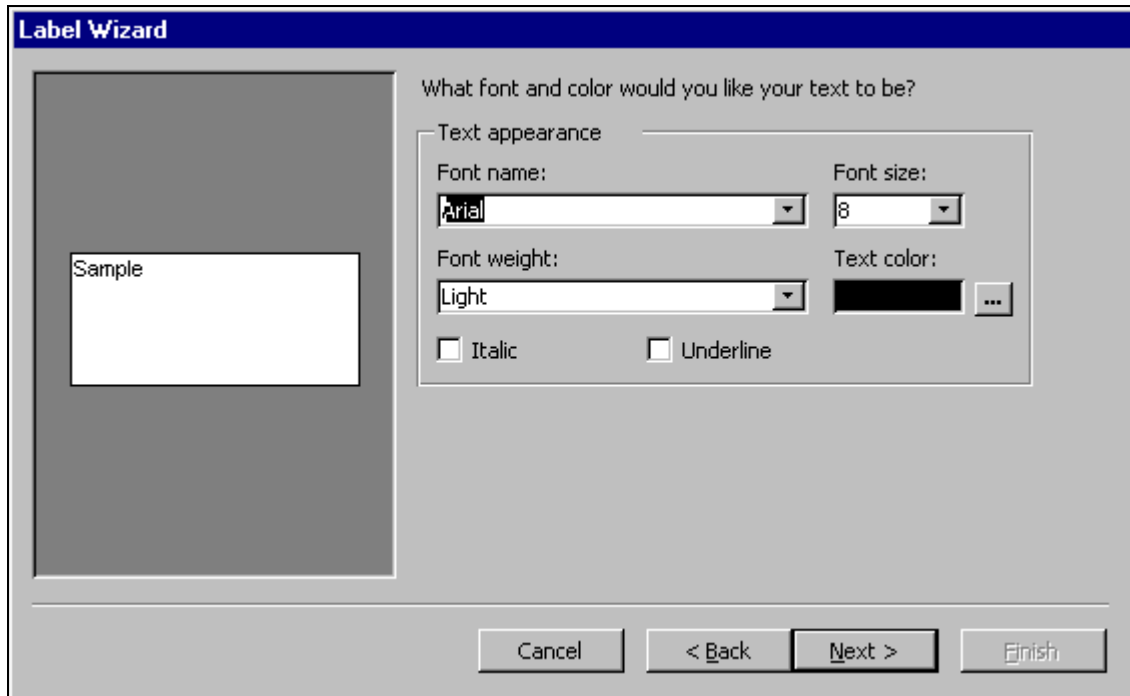 Label Wizard
What font and color would you like your text to be?
Text appearance
Font name:
Font size:
Arial
8
Sample
Font weight:
Text color:
Light
...
Italic
Underline
Cancel
< Back
Next >
Finish